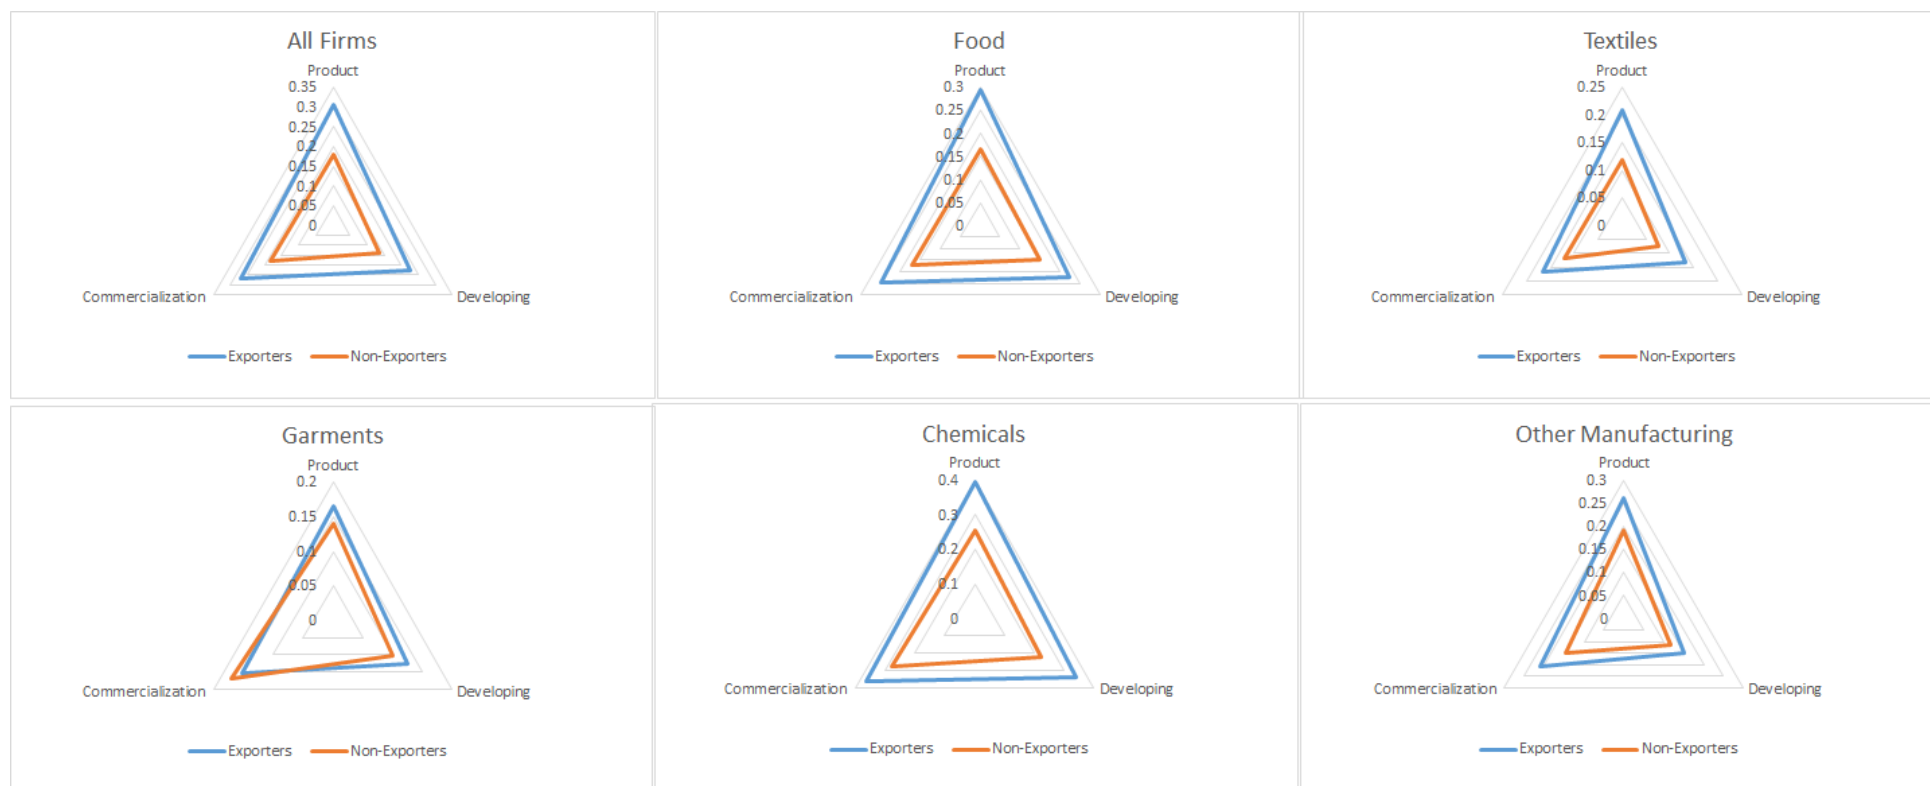 All Firms
Product
0.35
0.3
0.25
0.2
0.15
0.1
0.05
0
Commercialization
Developing
Exporters
Non-Exporters
Food
Product
0.3
0.25
0.2
0.15
0.1
0.05
0
Commercialization
Developing
Exporters
Non-Exporters
Textiles
Product
0.25
0.2
0.15
0.1
0.05
0
Commercialization
Developing
Exporters
Non-Exporters
Garments
Product
0.2
0.15
0.1
0.05
0
Commercialization
Developing
Exporters
Non-Exporters
Chemicals
Product
0.4
0.3
0.2
0.1
0
Commercialization
Developing
Exporters
Non-Exporters
Other Manufacturing
Product
0.3
0.25
0.2
0.15
0.1
0.05
0
Commercialization
Developing
Exporters
Non-Exporters